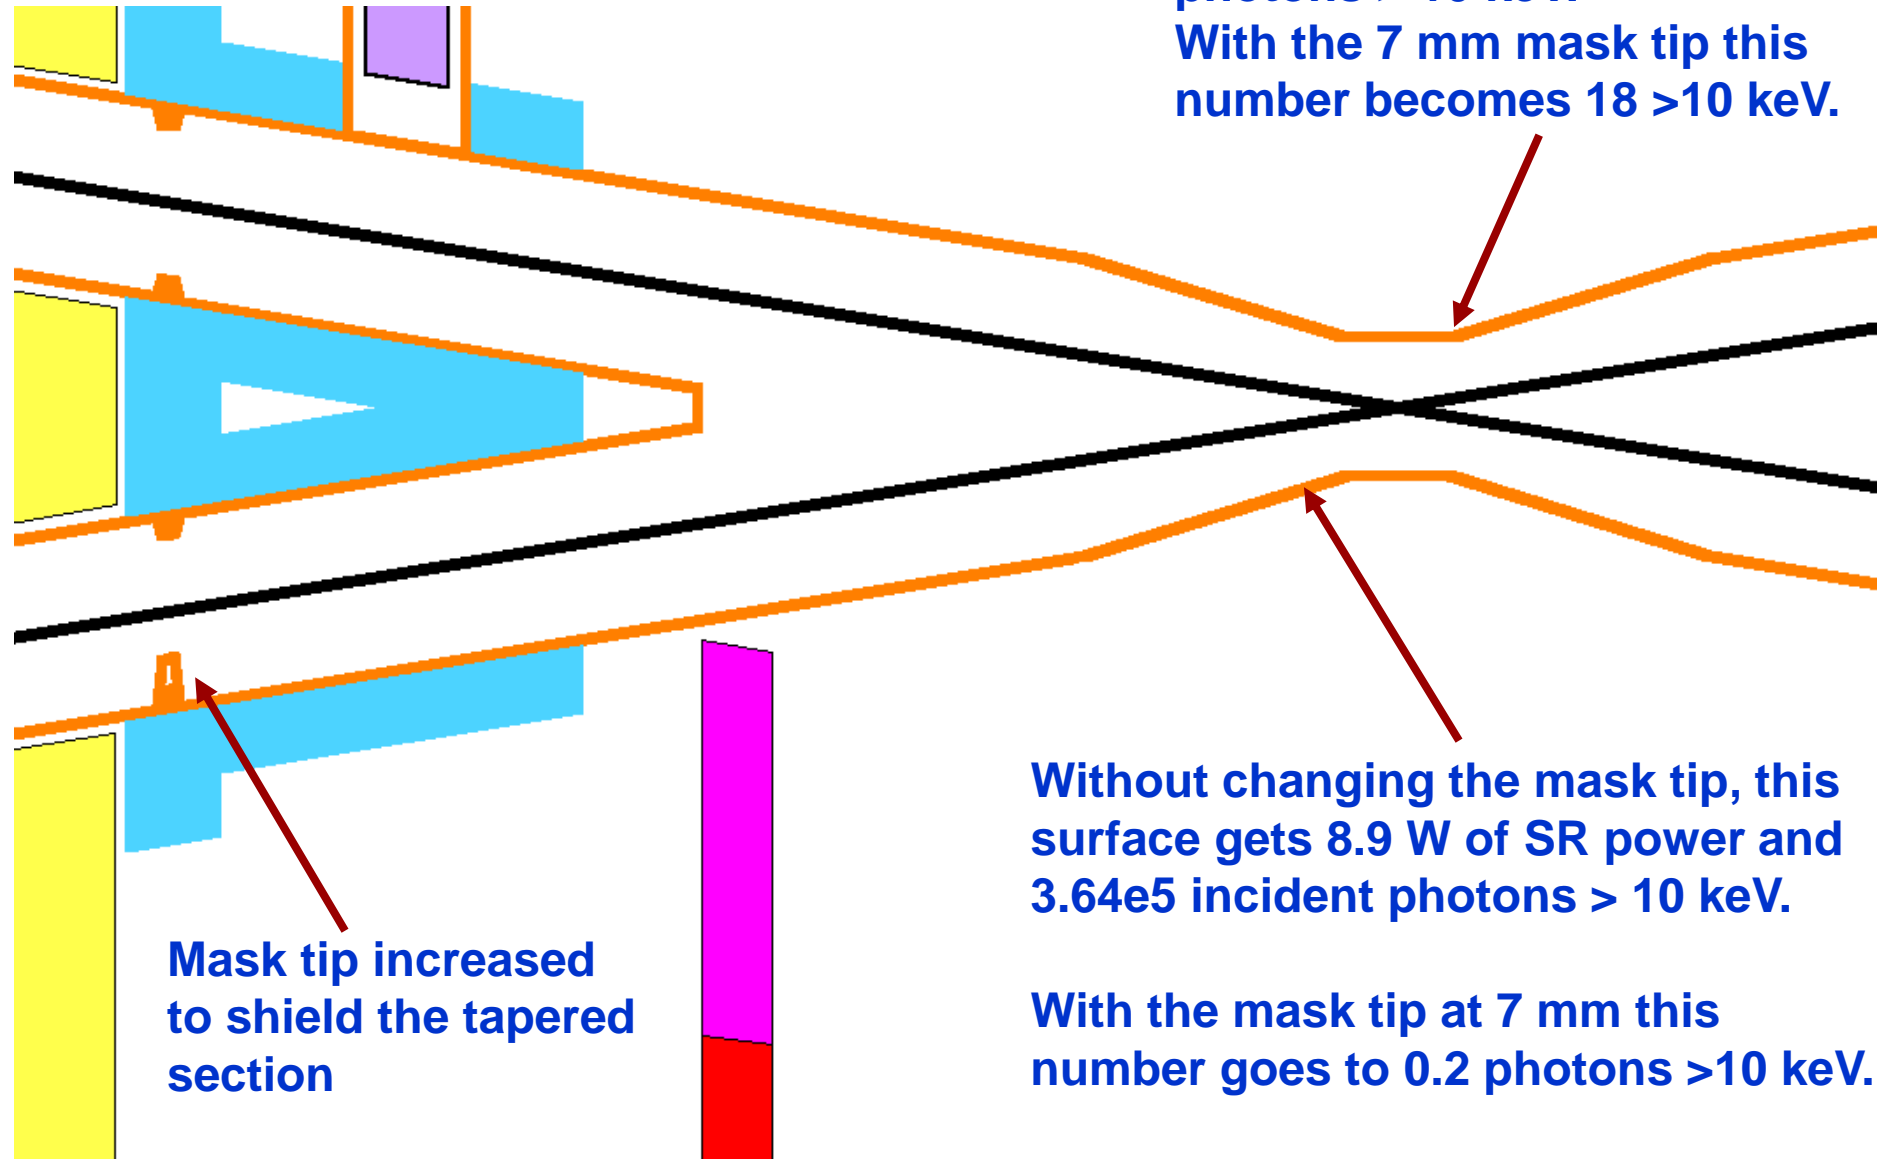 With the 7 mm mask tip this
number becomes 18 >10 keV.
Without changing the mask tip, this
surface gets 8.9 W of SR power and
3.64e5 incident photons > 10 keV.
With the mask tip at 7 mm this
number goes to 0.2 photons >10 keV.
Mask tip increased
to shield the tapered
section